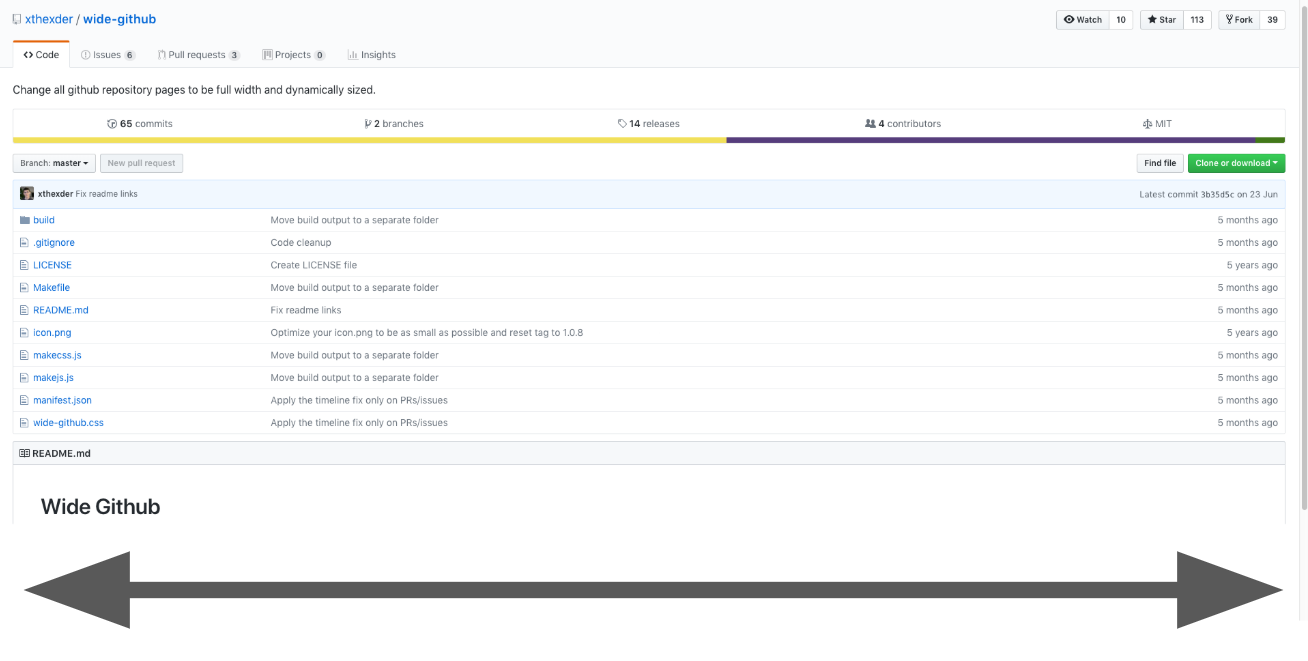 xthexder / wide-github
Watch 10 Star 113 Fork 39
Code Issues 6 Pull requests 3 Projects 0 Insights
Change all github repository pages to be full width and dynamically sized.
65 commits 2 branches 14 releases 4 contributors MIT
Branch: master New pull request Find file Clone or download
xthexder Fix readme links Latest commit 3b35d5c on 23 Jun
build Move build output to a separate folder 5 months ago
.gitignore Code cleanup 5 months ago
LICENSE Create LICENSE file 5 years ago
Makefile Move build output to a separate folder 5 months ago
README.md Fix readme links 5 months ago
icon.png Optimize your icon.png to be as small as possible and reset tag to 1.0.8 5 years ago
makecss.js Move build output to a separate folder 5 months ago
makejs.js Move build output to a separate folder 5 months ago
manifest.json Apply the timeline fix only on PRs/issues 5 months ago
wide-github.css Apply the timeline fix only on PRs/issues 5 months ago
README.md
Wide Github